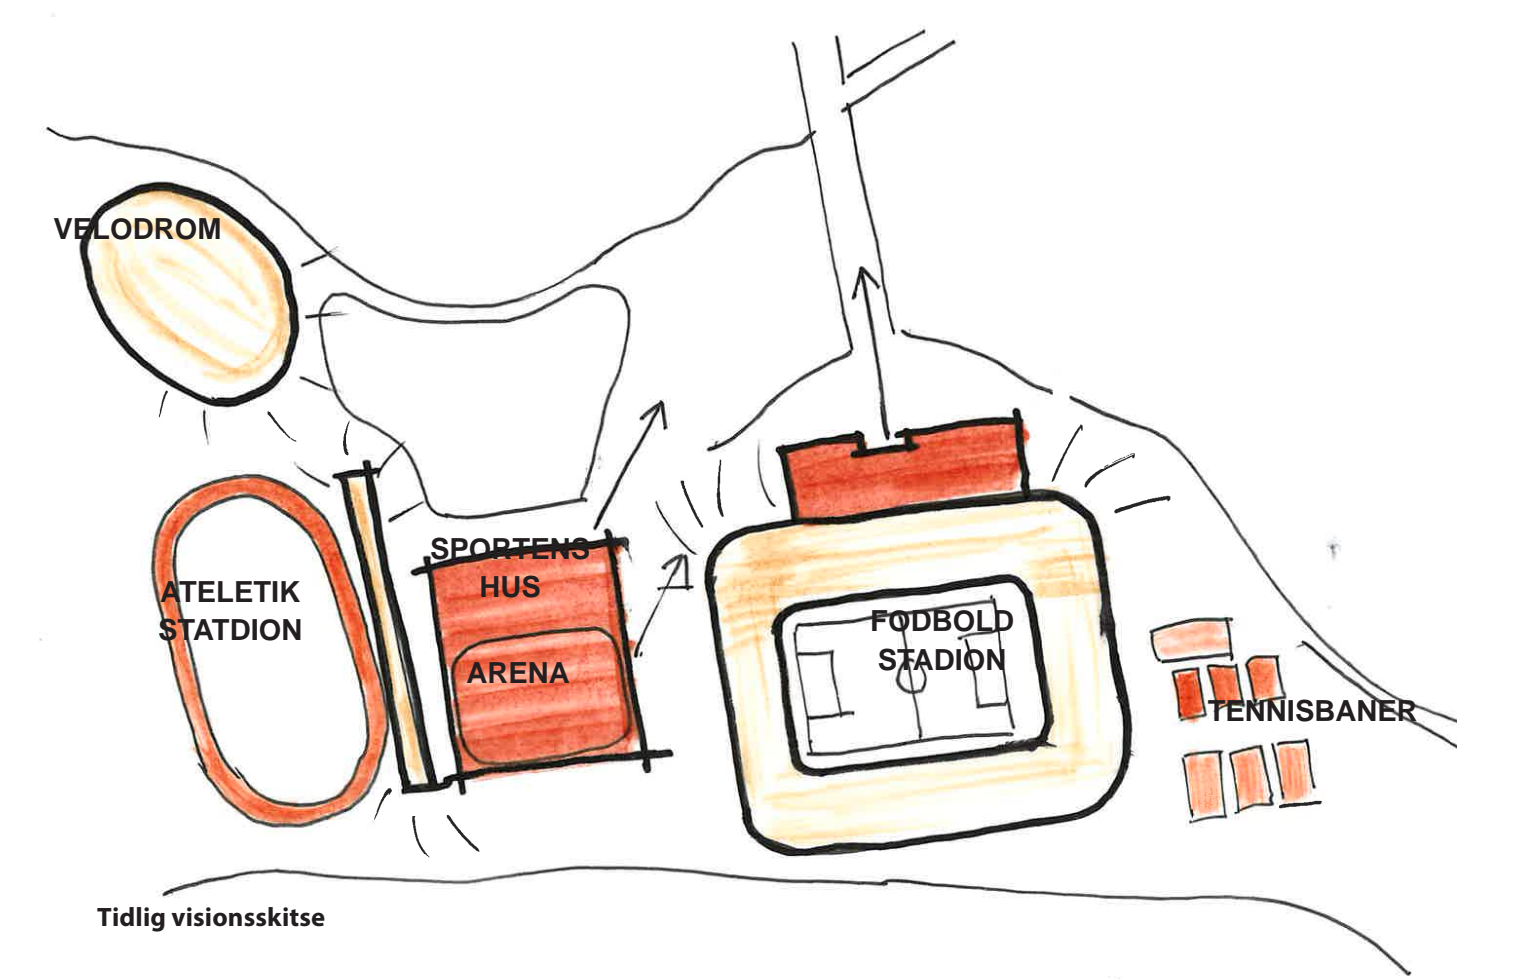 VELODROM
SPORTENS
HUS
ATELETIK
STATDION
ARENA
FODBOLD
STADION
TENNISBANER
Tidlig visionsskitse